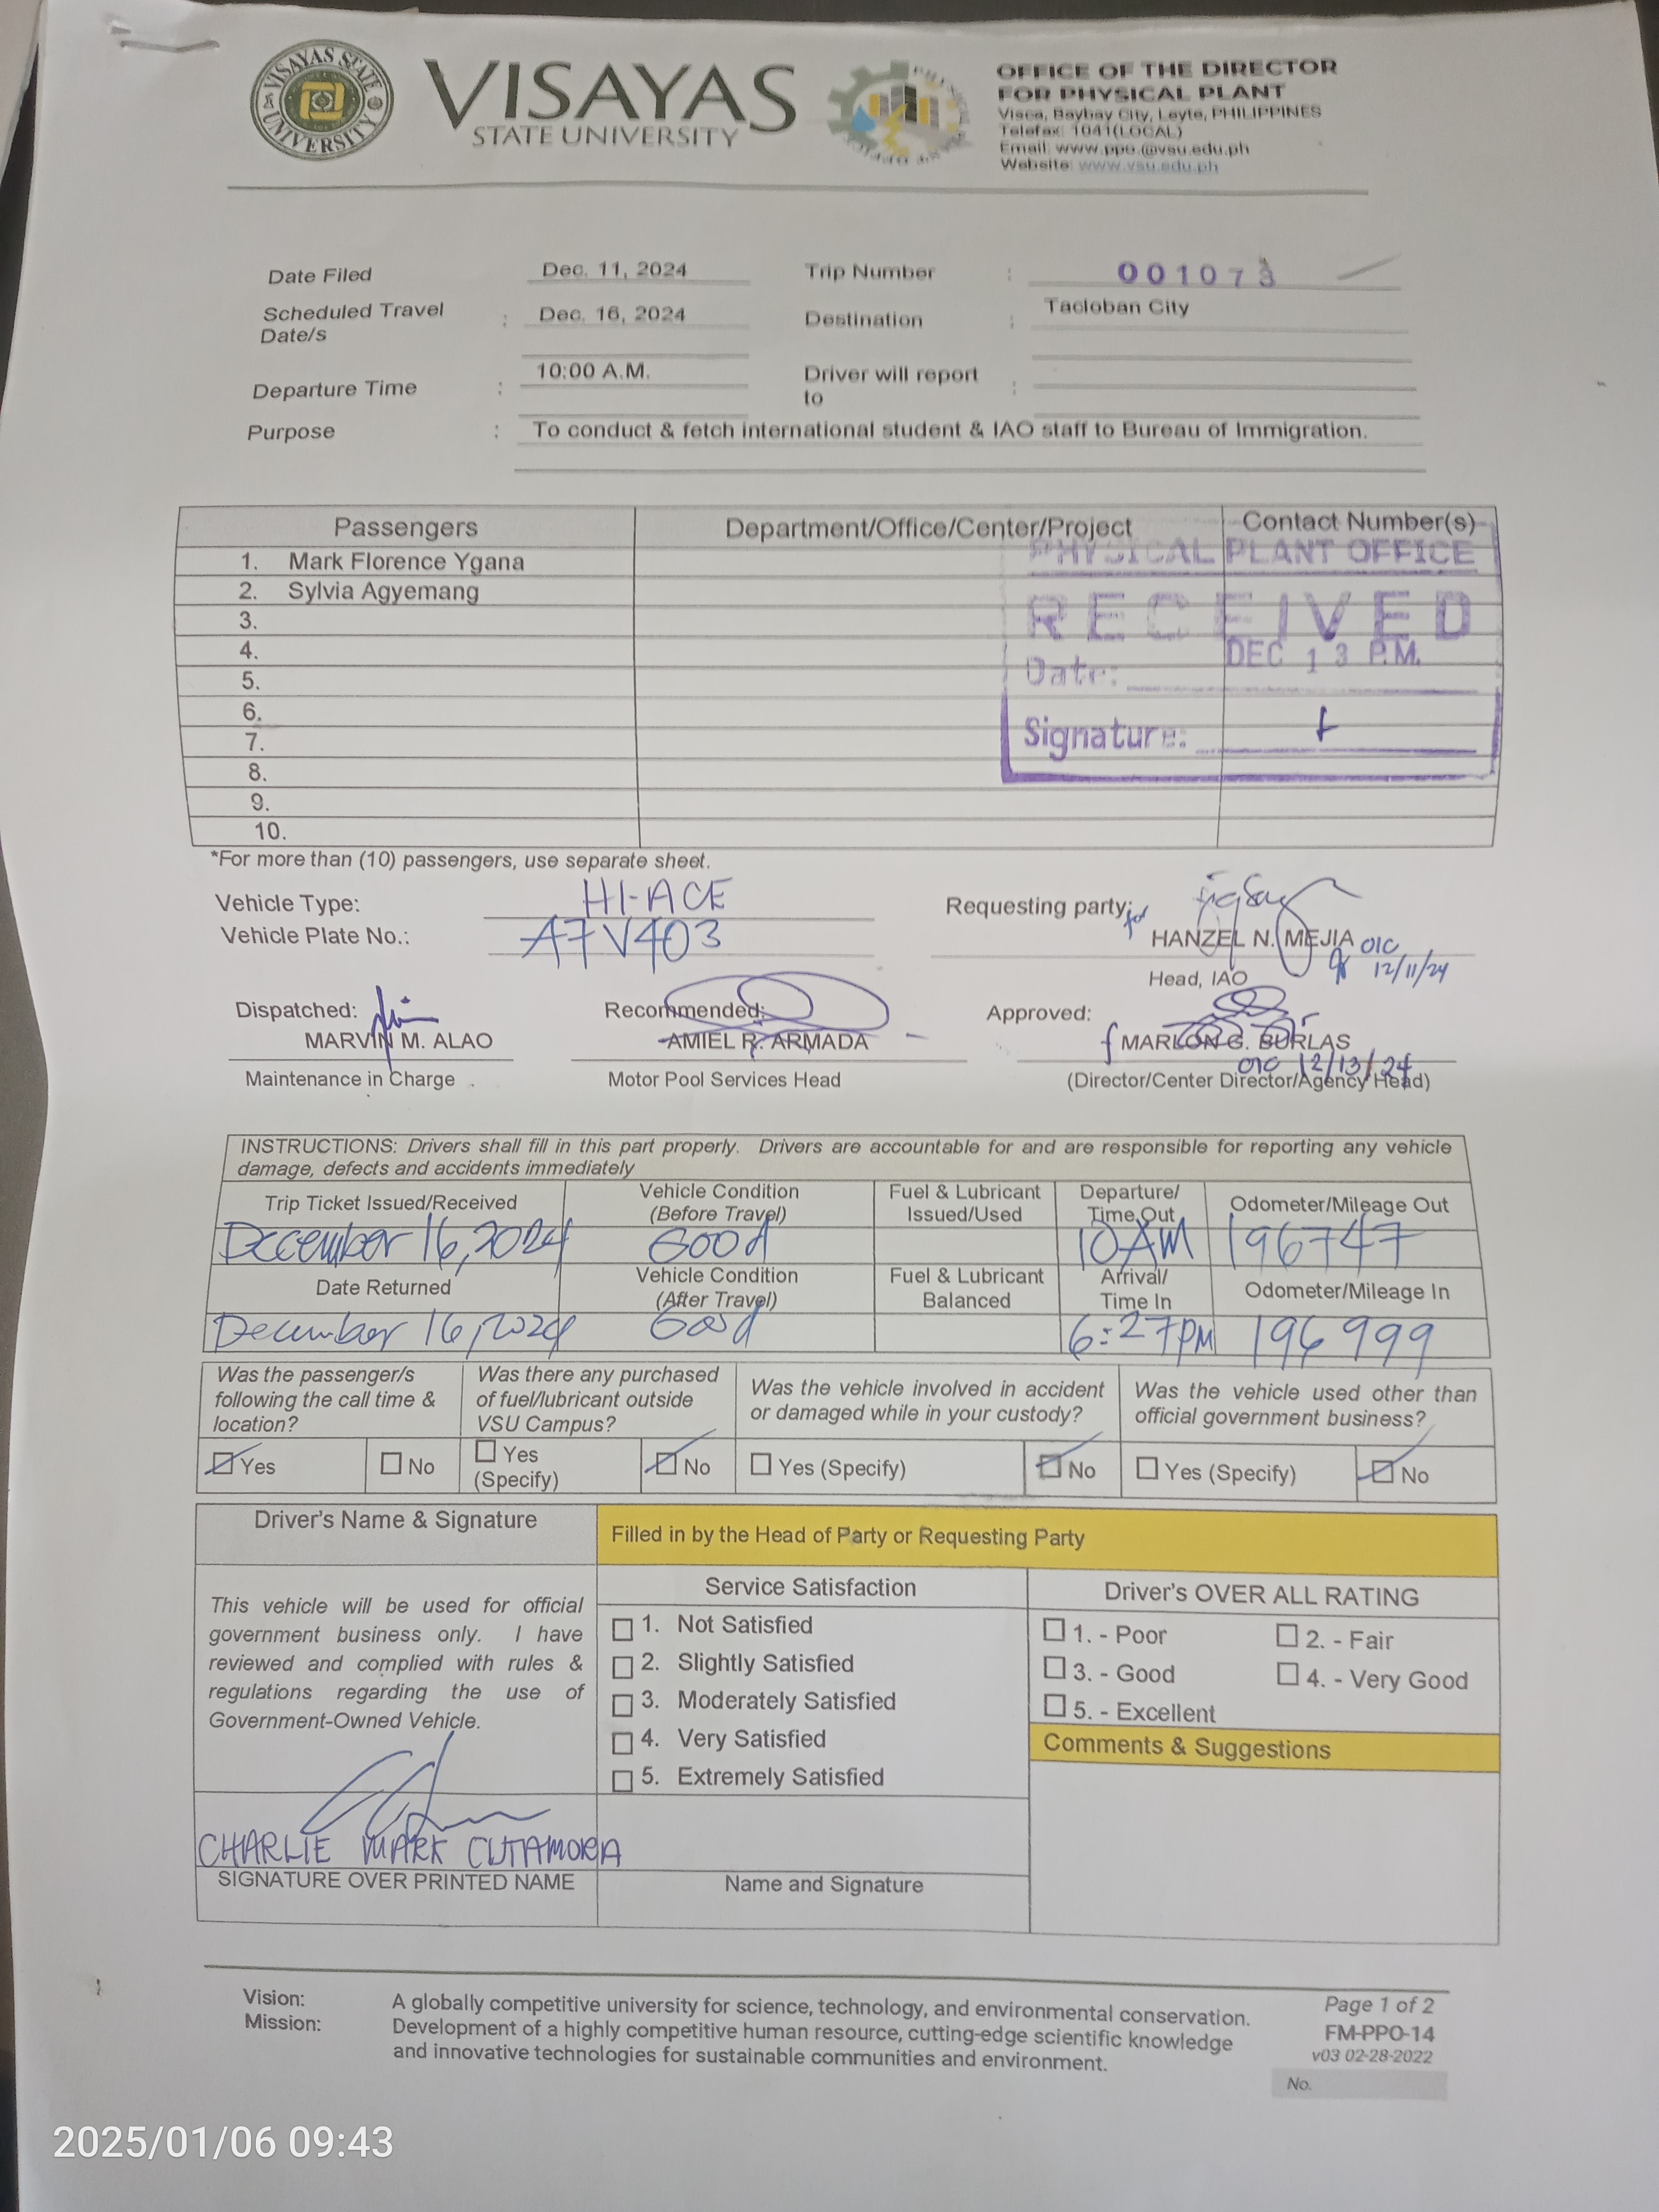 VISAYAS STATE UNIVERSITY
VISAYAS
STATE UNIVERSITY
OFFICE OF THE DIRECTOR
FOR PHYSICAL PLANT
Visca, Baybay City, Leyte, PHILIPPINES
Telefax: 1041(LOCAL)
Email: www.ppo.@vsu.edu.ph
Website: www.vsu.edu.ph
Date Filed Dec. 11, 2024 Trip Number : 001073
Scheduled Travel Date/s : Dec. 16, 2024 Destination : Tacloban City
Departure Time : 10:00 A.M. Driver will report to :
Purpose : To conduct & fetch international student & IAO staff to Bureau of Immigration.
Passengers Department/Office/Center/Project Contact Number(s)
1. Mark Florence Ygana
2. Sylvia Agyemang
3.
4.
5.
6.
7.
8.
9.
10.
PHYSICAL PLANT OFFICE
RECEIVED
Date: DEC 13 P.M.
Signature:
*For more than (10) passengers, use separate sheet.
Vehicle Type: HI-ACE Requesting party:
Vehicle Plate No.: A7V403 for HANZEL N. MEJIA OIC
12/11/24
Head, IAO
Dispatched: Recommended: Approved:
MARVIN M. ALAO AMIEL R. ARMADA MARLON G. BURLAS
OIC 12/13/24
Maintenance in Charge Motor Pool Services Head (Director/Center Director/Agency Head)
INSTRUCTIONS: Drivers shall fill in this part properly. Drivers are accountable for and are responsible for reporting any vehicle
damage, defects and accidents immediately
Trip Ticket Issued/Received Vehicle Condition (Before Travel) Fuel & Lubricant Issued/Used Departure/ Time Out Odometer/Mileage Out
December 16, 2024 Good 10AM 196747
Date Returned Vehicle Condition (After Travel) Fuel & Lubricant Balanced Arrival/ Time In Odometer/Mileage In
December 16, 2024 Good 6:27PM 196999
Was the passenger/s following the call time & location? Was there any purchased of fuel/lubricant outside VSU Campus? Was the vehicle involved in accident or damaged while in your custody? Was the vehicle used other than official government business?
Yes No Yes (Specify) No Yes (Specify) No Yes (Specify) No
Driver's Name & Signature Filled in by the Head of Party or Requesting Party
This vehicle will be used for official
government business only. I have
reviewed and complied with rules &
regulations regarding the use of
Government-Owned Vehicle.
CHARLIE MARK CUTAMORA
SIGNATURE OVER PRINTED NAME
Service Satisfaction
1. Not Satisfied
2. Slightly Satisfied
3. Moderately Satisfied
4. Very Satisfied
5. Extremely Satisfied
Name and Signature
Driver's OVER ALL RATING
1. - Poor 2. - Fair
3. - Good 4. - Very Good
5. - Excellent
Comments & Suggestions
Vision: A globally competitive university for science, technology, and environmental conservation.
Mission: Development of a highly competitive human resource, cutting-edge scientific knowledge
and innovative technologies for sustainable communities and environment.
Page 1 of 2
FM-PPO-14
v03 02-28-2022
No.
2025/01/06 09:43